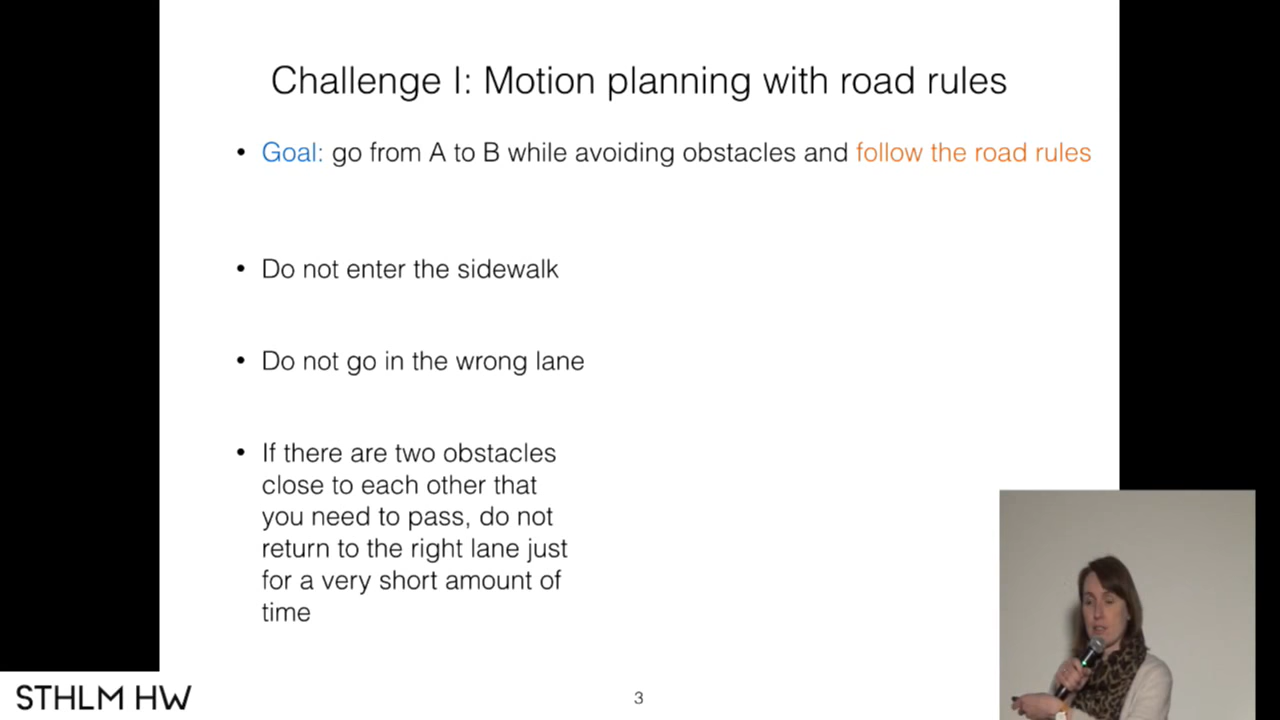 Challenge I: Motion planning with road rules
• Goal: go from A to B while avoiding obstacles and follow the road rules
• Do not enter the sidewalk
• Do not go in the wrong lane
• If there are two obstacles
close to each other that
you need to pass, do not
return to the right lane just
for a very short amount of
time
STHLM HW
3